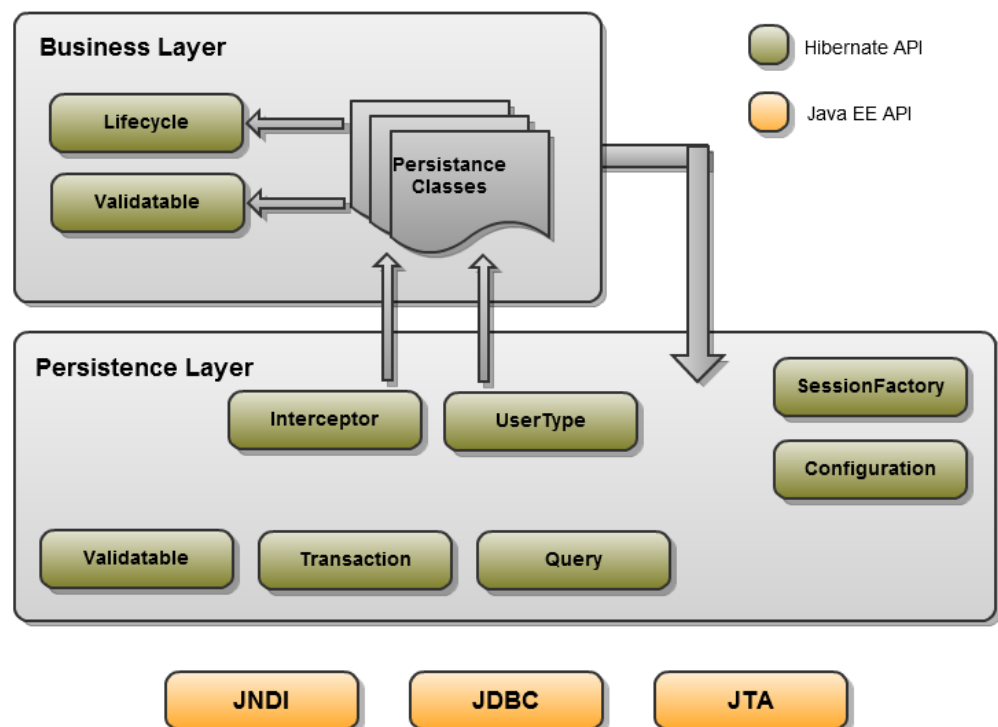 Business Layer
Hibernate API
Java EE API
Lifecycle
Validatable
Persistance
Classes
Persistence Layer
Interceptor
UserType
SessionFactory
Configuration
Validatable
Transaction
Query
JNDI
JDBC
JTA